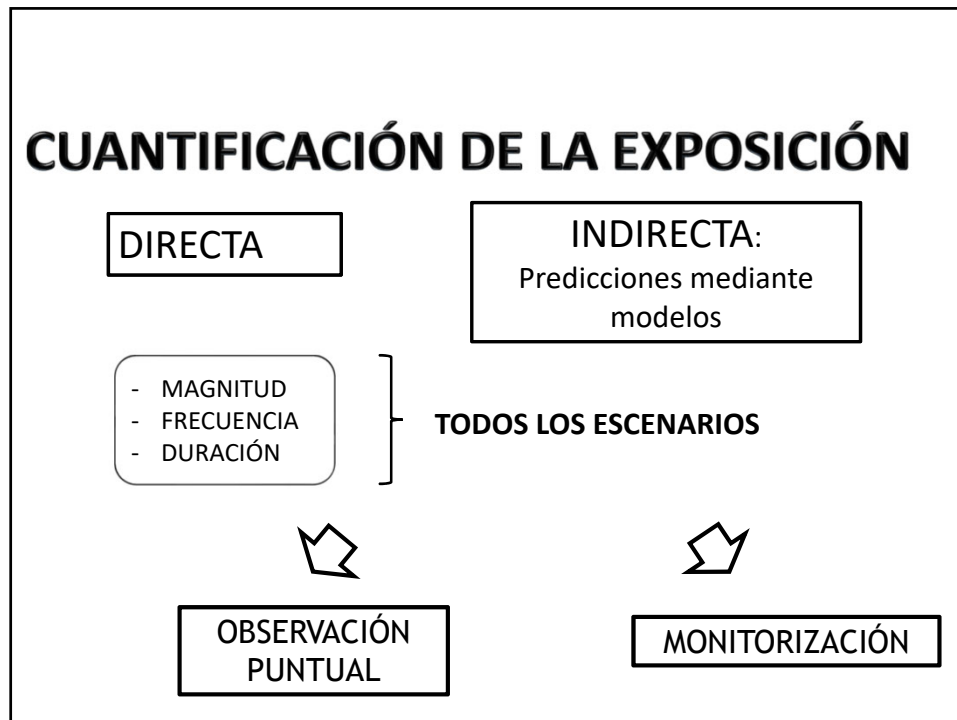 CUANTIFICACIÓN DE LA EXPOSICIÓN
DIRECTA
INDIRECTA:
Predicciones mediante
modelos
- MAGNITUD
- FRECUENCIA
- DURACIÓN
TODOS LOS ESCENARIOS
OBSERVACIÓN
PUNTUAL
MONITORIZACIÓN